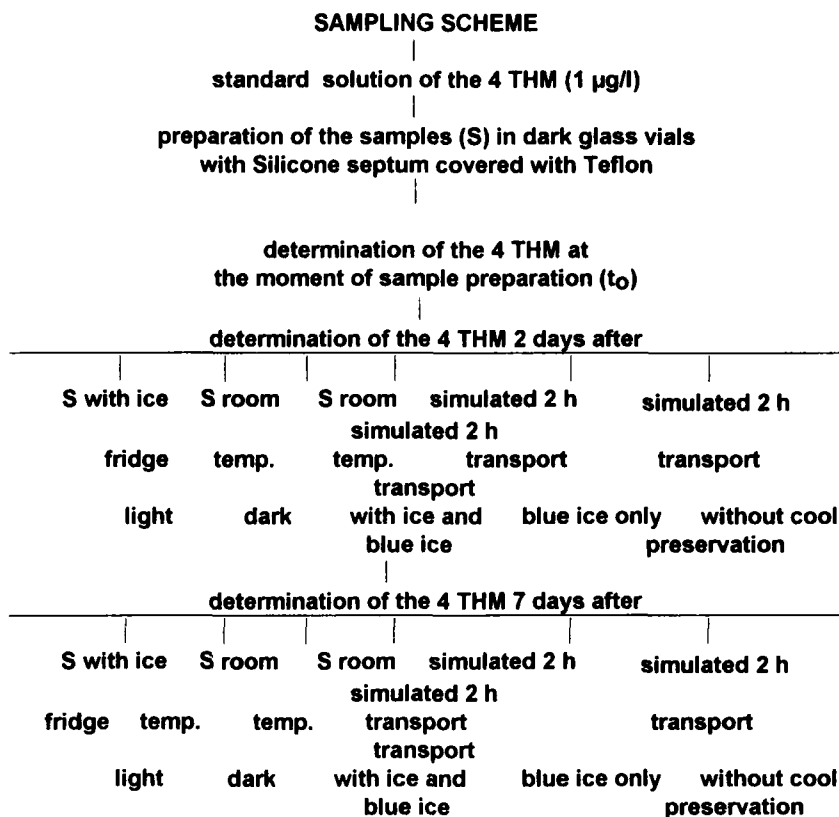 SAMPLING SCHEME
standard solution of the 4 THM (1 µg/l)
preparation of the samples (S) in dark glass vials
with Silicone septum covered with Teflon
determination of the 4 THM at
the moment of sample preparation (to)
determination of the 4 THM 2 days after
S with ice S room S room simulated 2 h simulated 2 h
simulated 2 h
fridge temp. temp. transport transport
transport
light dark with ice and blue ice only without cool
blue ice preservation
determination of the 4 THM 7 days after
S with ice S room S room simulated 2 h simulated 2 h
simulated 2 h
fridge temp. temp. transport transport
transport
light dark with ice and blue ice only without cool
blue ice preservation